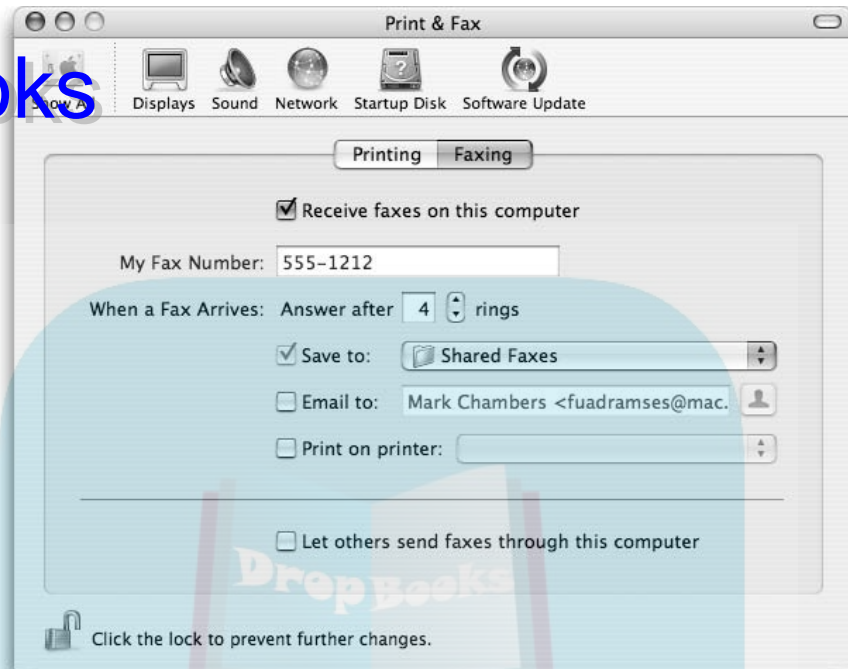 Print & Fax
oks
Show All
Displays
Sound
Network
Startup Disk
Software Update
Printing
Faxing
Receive faxes on this computer
My Fax Number: 555-1212
When a Fax Arrives: Answer after 4 rings
Save to: Shared Faxes
Email to: Mark Chambers <fuadramses@mac.
Print on printer:
Let others send faxes through this computer
DropBooks
Click the lock to prevent further changes.